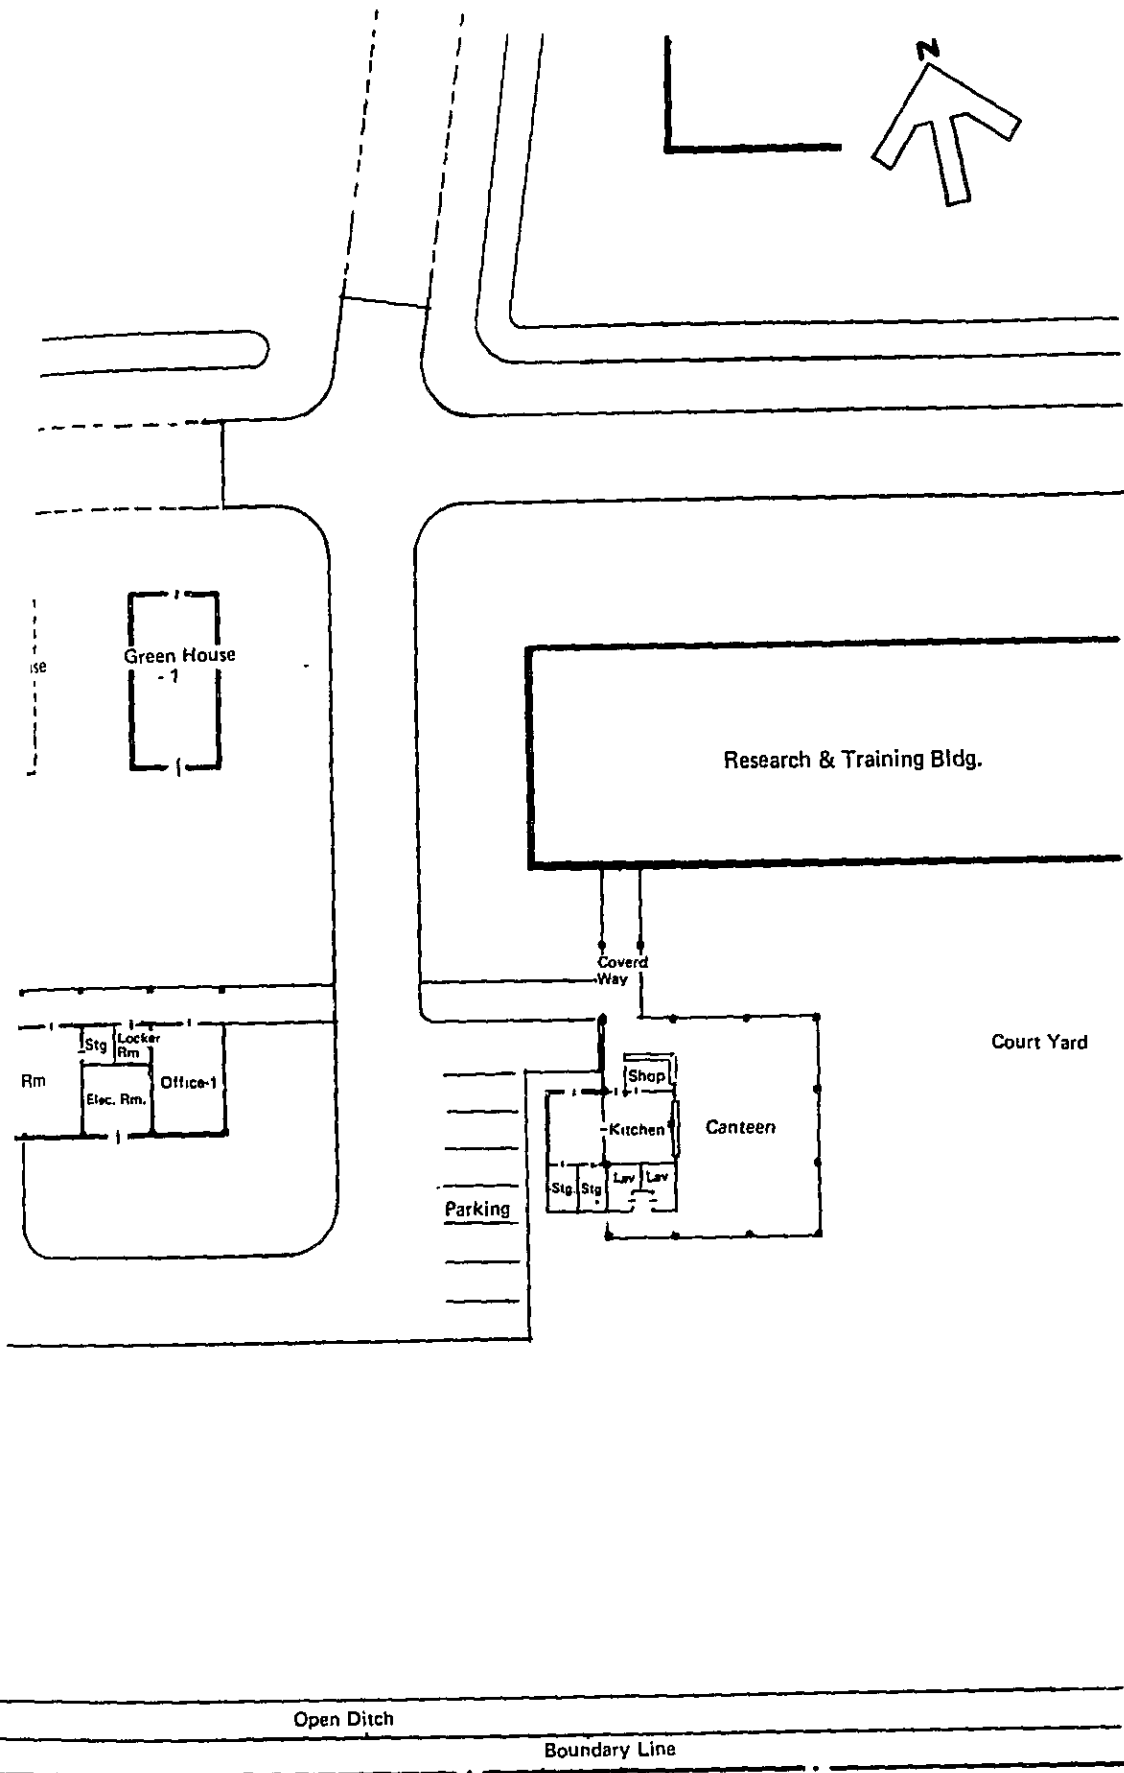 N
se
Green House
- 1
Research & Training Bldg.
Coverd
Way
Stg
Locker
Rm
Rm
Elec. Rm.
Office-1
Court Yard
Shop
Kitchen
Canteen
Stg.
Stg
Lav
Lav
Parking
Open Ditch
Boundary Line